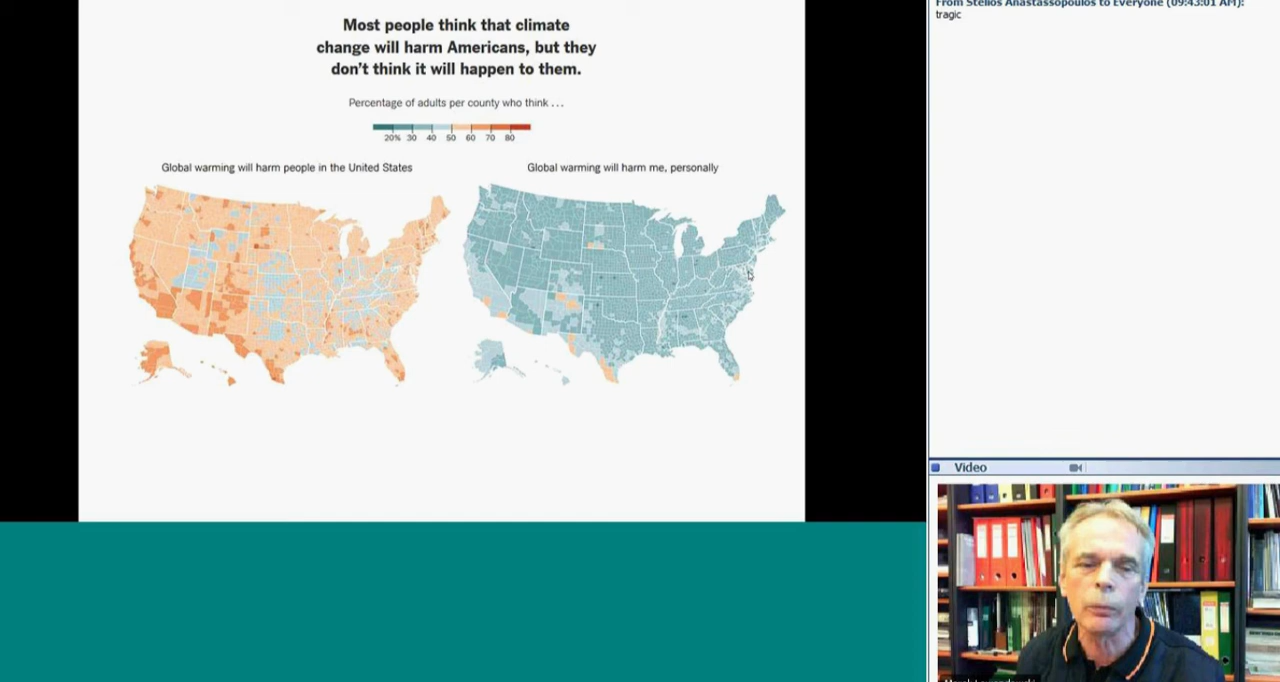 Most people think that climate
change will harm Americans, but they
don't think it will happen to them.
Percentage of adults per county who think ...
20% 30 40 50 60 70 80
Global warming will harm people in the United States
Global warming will harm me, personally
From Stelios Anastassopoulos to Everyone (09:43:01 AM):
tragic
Video